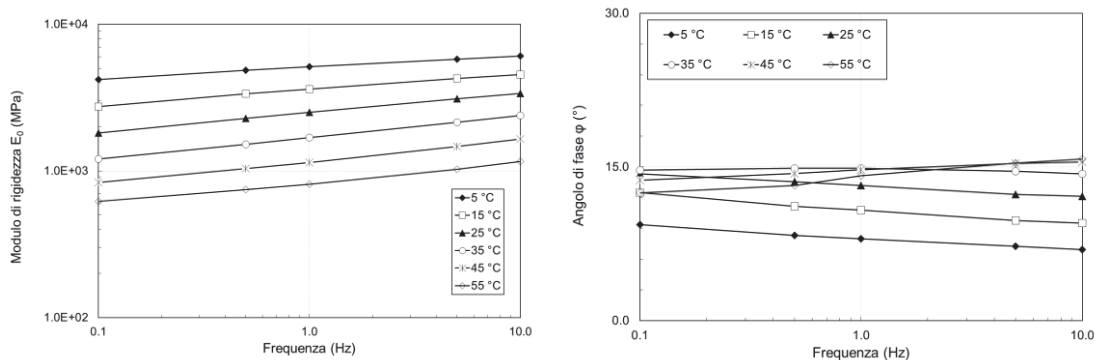 1.0E+04
1.0E+03
1.0E+02
Modulo di rigidezza E₀ (MPa)
0.1
1.0
10.0
Frequenza (Hz)
5 °C
15 °C
25 °C
35 °C
45 °C
55 °C
30.0
15.0
0.0
Angolo di fase φ (°)
5 °C 15 °C 25 °C
35 °C 45 °C 55 °C
0.1
1.0
10.0
Frequenza (Hz)